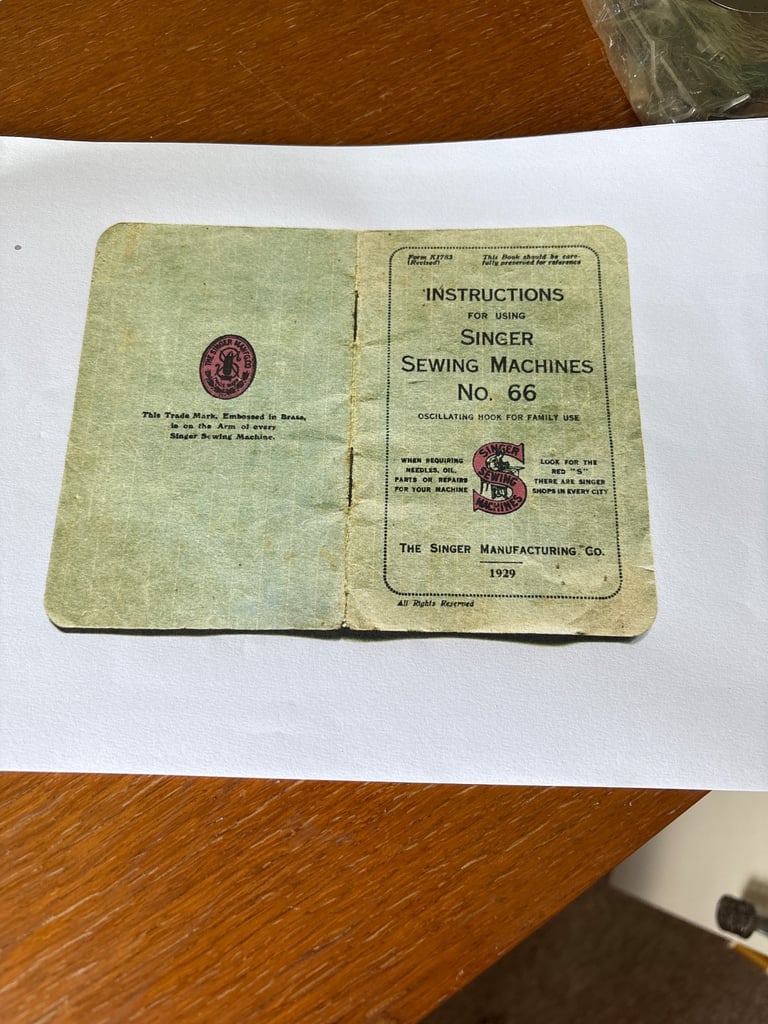 THE SINGER MANFG. CO.
This Trade Mark, Embossed in Brass,
is on the Arm of every
Singer Sewing Machine.
Form K1783
(Revised)
This Book should be care-
fully preserved for reference
INSTRUCTIONS
FOR USING
SINGER
SEWING MACHINES
No. 66
OSCILLATING HOOK FOR FAMILY USE
WHEN REQUIRING
NEEDLES, OIL,
PARTS OR REPAIRS
FOR YOUR MACHINE
SINGER
SEWING
MACHINES
LOOK FOR THE
RED "S"
THERE ARE SINGER
SHOPS IN EVERY CITY
THE SINGER MANUFACTURING CO.
1929
All Rights Reserved